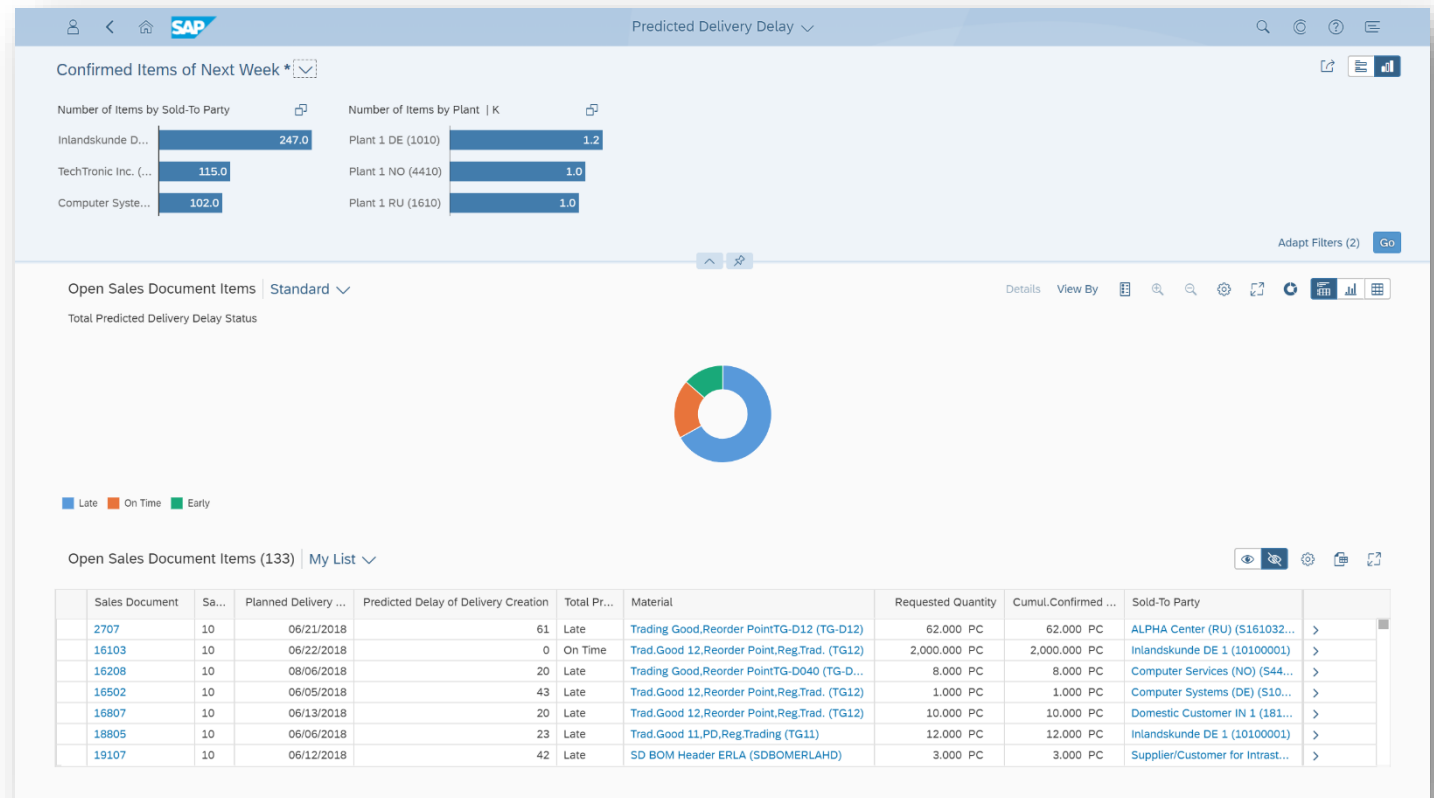 SAP
Predicted Delivery Delay
Confirmed Items of Next Week *
Number of Items by Sold-To Party
Inlandskunde D... 247.0
TechTronic Inc. (... 115.0
Computer Syste... 102.0
Number of Items by Plant | K
Plant 1 DE (1010) 1.2
Plant 1 NO (4410) 1.0
Plant 1 RU (1610) 1.0
Adapt Filters (2) Go
Open Sales Document Items Standard
Details View By
Total Predicted Delivery Delay Status
Late On Time Early
Open Sales Document Items (133) My List
Sales Document Sa... Planned Delivery ... Predicted Delay of Delivery Creation Total Pr... Material Requested Quantity Cumul.Confirmed ... Sold-To Party
2707 10 06/21/2018 61 Late Trading Good,Reorder PointTG-D12 (TG-D12) 62.000 PC 62.000 PC ALPHA Center (RU) (S161032...
16103 10 06/22/2018 0 On Time Trad.Good 12,Reorder Point,Reg.Trad. (TG12) 2,000.000 PC 2,000.000 PC Inlandskunde DE 1 (10100001)
16208 10 08/06/2018 20 Late Trading Good,Reorder PointTG-D040 (TG-D... 8.000 PC 8.000 PC Computer Services (NO) (S44...
16502 10 06/05/2018 43 Late Trad.Good 12,Reorder Point,Reg.Trad. (TG12) 1.000 PC 1.000 PC Computer Systems (DE) (S10...
16807 10 06/13/2018 20 Late Trad.Good 12,Reorder Point,Reg.Trad. (TG12) 10.000 PC 10.000 PC Domestic Customer IN 1 (181...
18805 10 06/06/2018 23 Late Trad.Good 11,PD,Reg.Trading (TG11) 12.000 PC 12.000 PC Inlandskunde DE 1 (10100001)
19107 10 06/12/2018 42 Late SD BOM Header ERLA (SDBOMERLAHD) 3.000 PC 3.000 PC Supplier/Customer for Intrast...